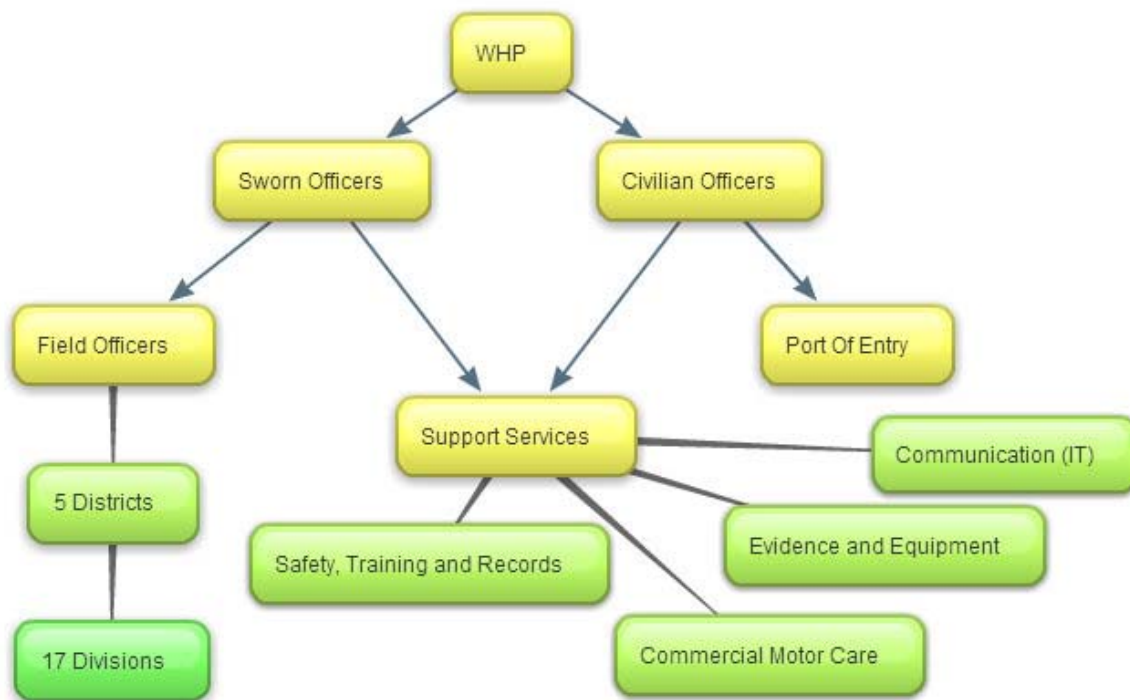 WHP
Sworn Officers
Civilian Officers
Field Officers
Port Of Entry
Support Services
Communication (IT)
5 Districts
Safety, Training and Records
Evidence and Equipment
17 Divisions
Commercial Motor Care